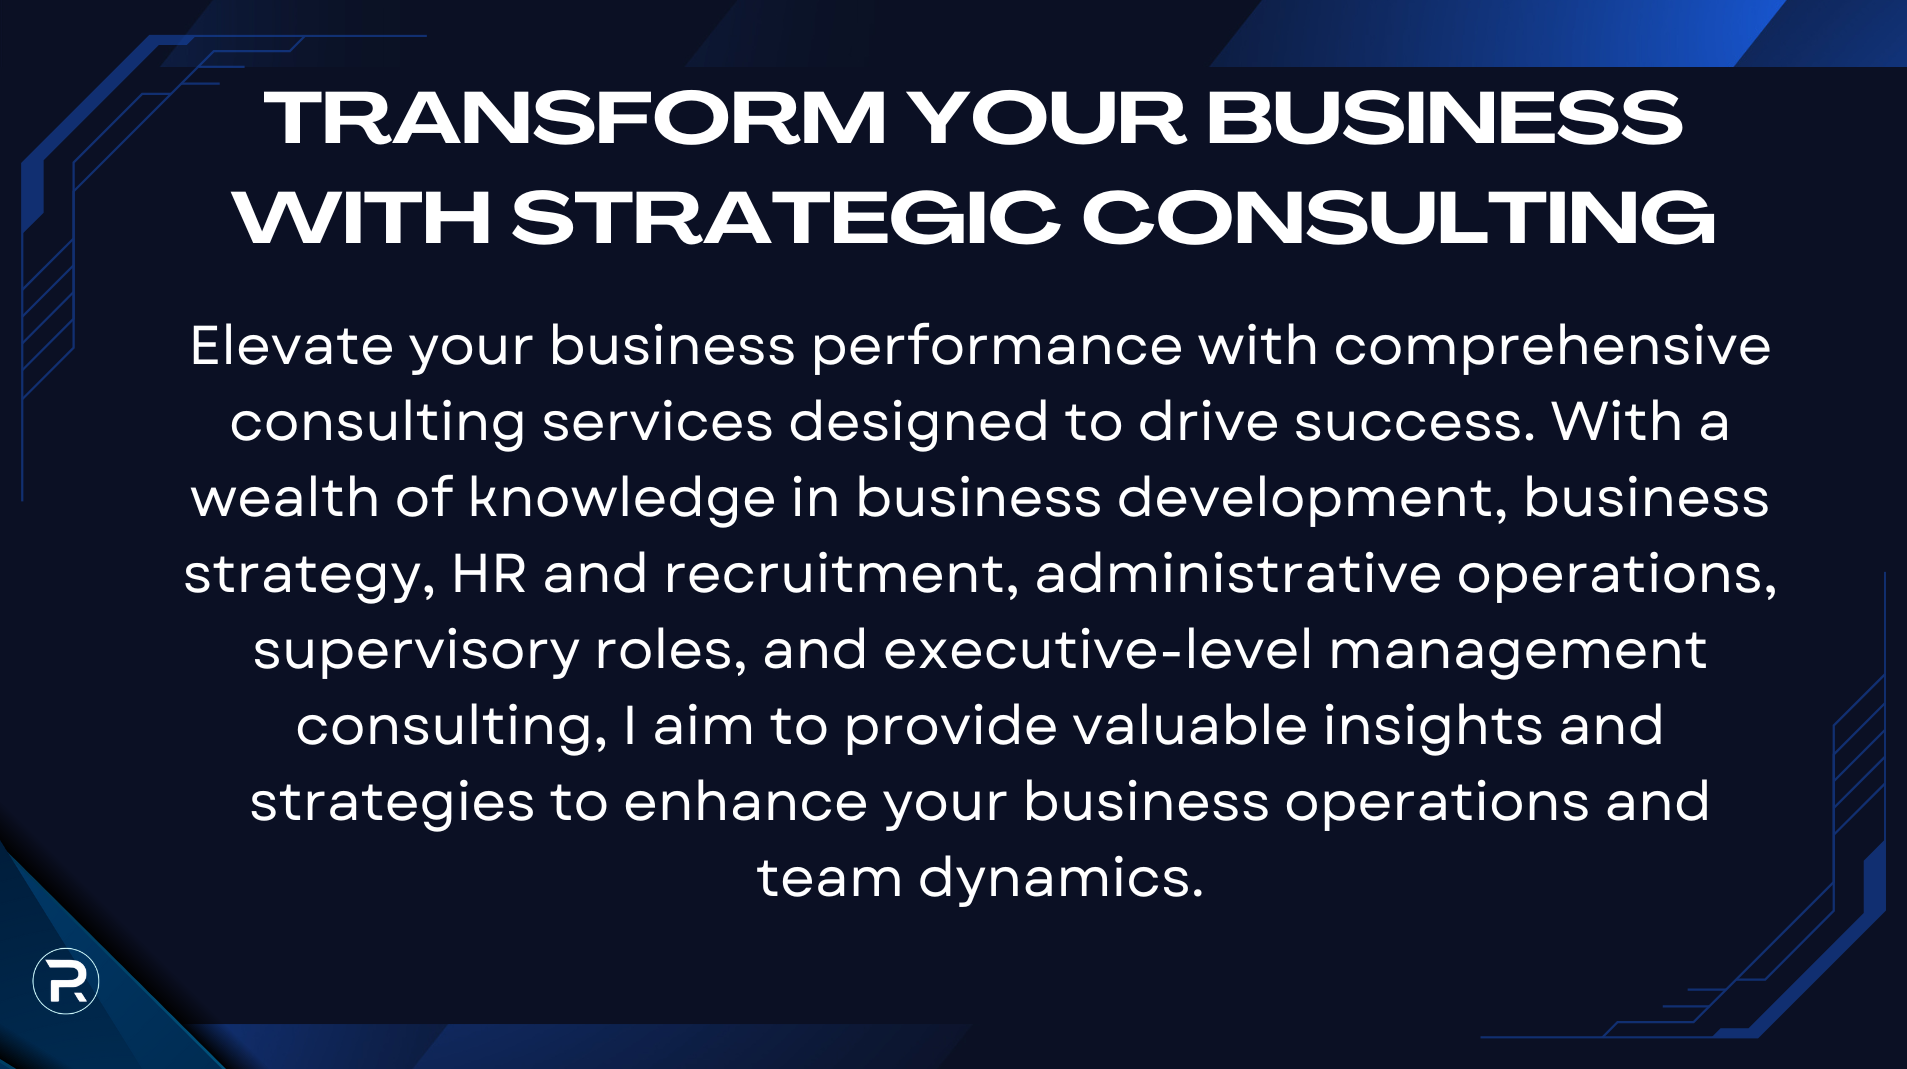 TRANSFORM YOUR BUSINESS
WITH STRATEGIC CONSULTING
Elevate your business performance with comprehensive
consulting services designed to drive success. With a
wealth of knowledge in business development, business
strategy, HR and recruitment, administrative operations,
supervisory roles, and executive-level management
consulting, I aim to provide valuable insights and
strategies to enhance your business operations and
team dynamics.
R